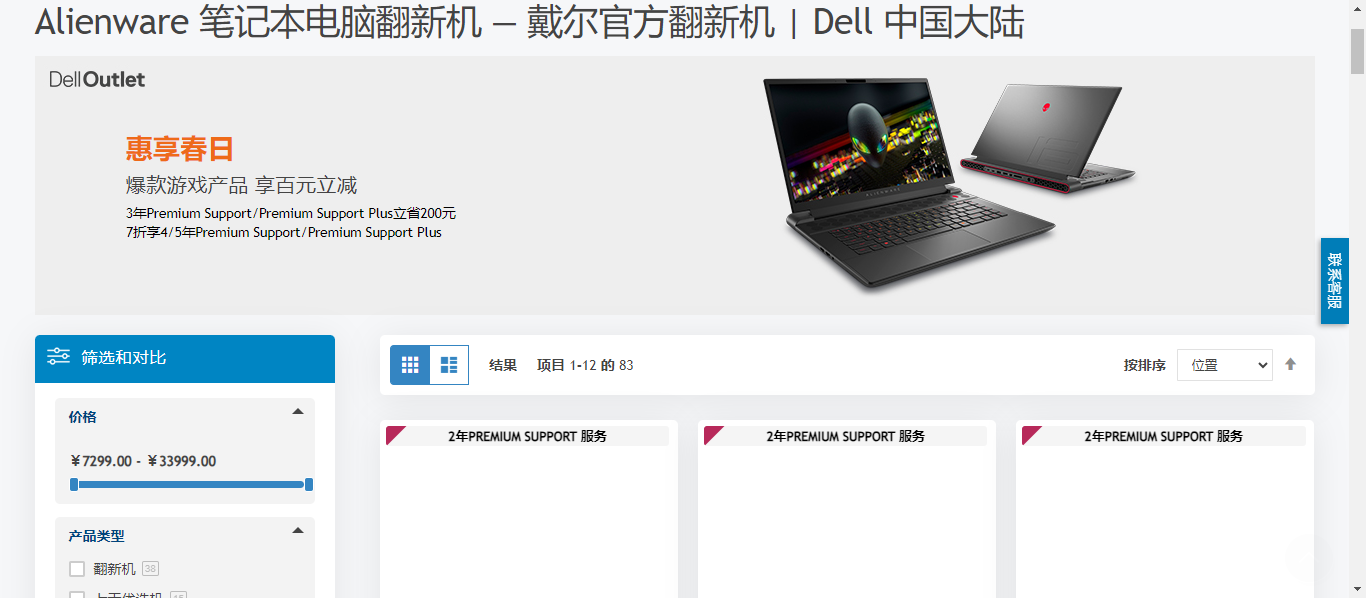 Alienware 笔记本电脑翻新机 – 戴尔官方翻新机 | Dell 中国大陆
DellOutlet
惠享春日
爆款游戏产品 享百元立减
3年Premium Support/Premium Support Plus立省200元
7折享4/5年Premium Support/Premium Support Plus
联系客服
筛选和对比
结果 项目 1-12 的 83
按排序 位置
价格
¥7299.00 - ¥33999.00
2年PREMIUM SUPPORT 服务
2年PREMIUM SUPPORT 服务
2年PREMIUM SUPPORT 服务
产品类型
翻新机 38